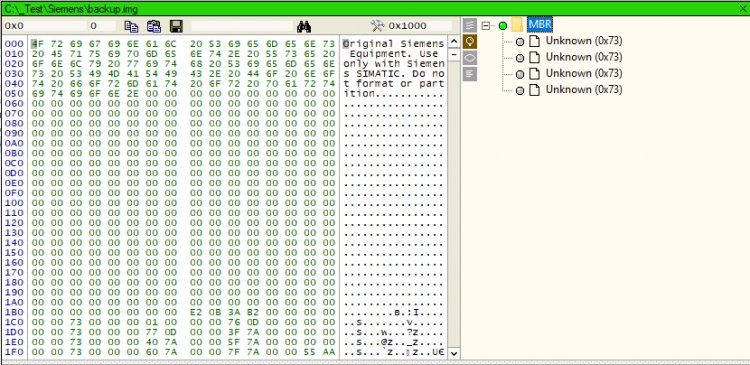 C:\_Test\Siemens\backup.img
0x0 0 0x1000
000 4F 72 69 67 69 6E 61 6C 20 53 69 65 6D 65 6E 73 Original Siemens
010 20 45 71 75 69 70 6D 65 6E 74 2E 20 55 73 65 20 Equipment. Use
020 6F 6E 6C 79 20 77 69 74 68 20 53 69 65 6D 65 6E only with Siemen
030 73 20 53 49 4D 41 54 49 43 2E 20 44 6F 20 6E 6F s SIMATIC. Do no
040 74 20 66 6F 72 6D 61 74 20 6F 72 20 70 61 72 74 t format or part
050 69 74 69 6F 6E 2E 00 00 00 00 00 00 00 00 00 00 ition...........
060 00 00 00 00 00 00 00 00 00 00 00 00 00 00 00 00 ................
070 00 00 00 00 00 00 00 00 00 00 00 00 00 00 00 00 ................
080 00 00 00 00 00 00 00 00 00 00 00 00 00 00 00 00 ................
090 00 00 00 00 00 00 00 00 00 00 00 00 00 00 00 00 ................
0A0 00 00 00 00 00 00 00 00 00 00 00 00 00 00 00 00 ................
0B0 00 00 00 00 00 00 00 00 00 00 00 00 00 00 00 00 ................
0C0 00 00 00 00 00 00 00 00 00 00 00 00 00 00 00 00 ................
0D0 00 00 00 00 00 00 00 00 00 00 00 00 00 00 00 00 ................
0E0 00 00 00 00 00 00 00 00 00 00 00 00 00 00 00 00 ................
0F0 00 00 00 00 00 00 00 00 00 00 00 00 00 00 00 00 ................
100 00 00 00 00 00 00 00 00 00 00 00 00 00 00 00 00 ................
110 00 00 00 00 00 00 00 00 00 00 00 00 00 00 00 00 ................
120 00 00 00 00 00 00 00 00 00 00 00 00 00 00 00 00 ................
130 00 00 00 00 00 00 00 00 00 00 00 00 00 00 00 00 ................
140 00 00 00 00 00 00 00 00 00 00 00 00 00 00 00 00 ................
150 00 00 00 00 00 00 00 00 00 00 00 00 00 00 00 00 ................
160 00 00 00 00 00 00 00 00 00 00 00 00 00 00 00 00 ................
170 00 00 00 00 00 00 00 00 00 00 00 00 00 00 00 00 ................
180 00 00 00 00 00 00 00 00 00 00 00 00 00 00 00 00 ................
190 00 00 00 00 00 00 00 00 00 00 00 00 00 00 00 00 ................
1A0 00 00 00 00 00 00 00 00 00 00 00 00 00 00 00 00 ................
1B0 00 00 00 00 00 00 00 00 E2 0B 3A B2 00 00 00 00 ........в.:І....
1C0 00 00 73 00 00 00 01 00 00 00 76 0D 00 00 00 00 ..s.......v.....
1D0 00 00 73 00 00 00 77 0D 00 00 3F 7A 00 00 00 00 ..s...w...?z....
1E0 00 00 73 00 00 00 40 7A 00 00 5F 7A 00 00 00 00 ..s...@z.._z....
1F0 00 00 73 00 00 00 60 7A 00 00 7F 7A 00 00 55 AA ..s...`z..▯z..UЄ
MBR
Unknown (0x73)
Unknown (0x73)
Unknown (0x73)
Unknown (0x73)